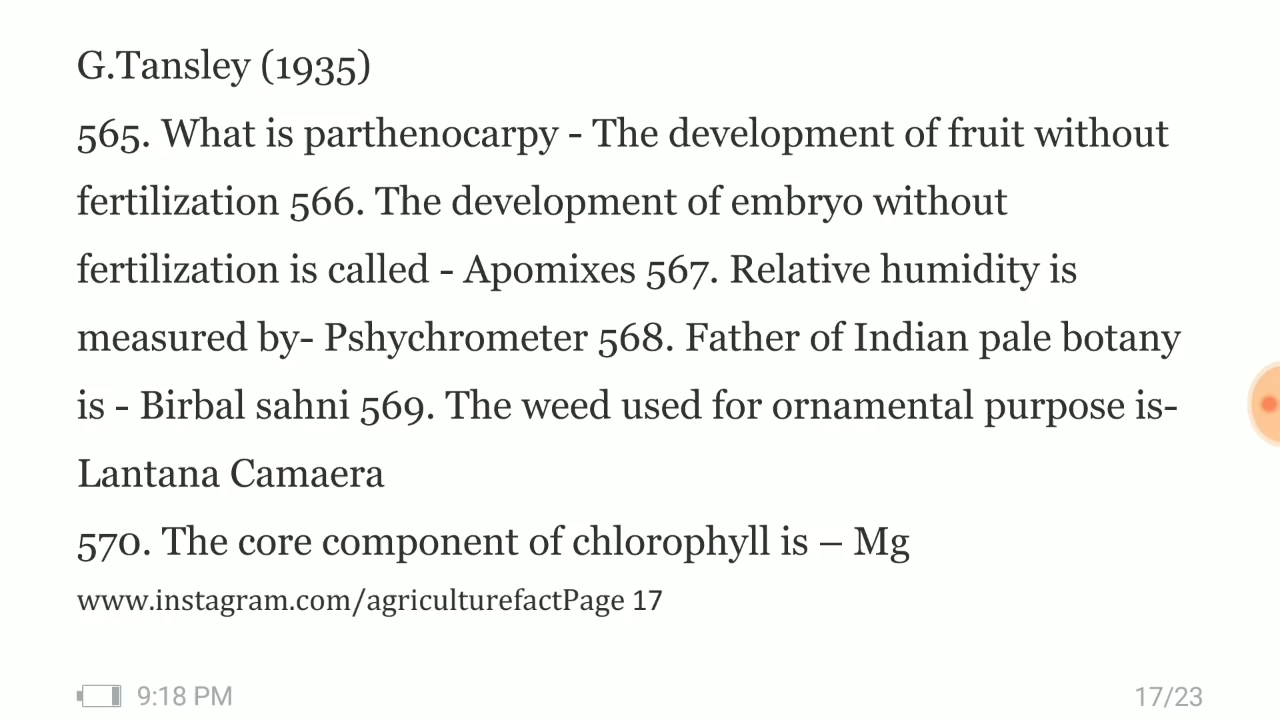 G.Tansley (1935)
565. What is parthenocarpy - The development of fruit without
fertilization 566. The development of embryo without
fertilization is called - Apomixes 567. Relative humidity is
measured by- Pshychrometer 568. Father of Indian pale botany
is - Birbal sahni 569. The weed used for ornamental purpose is-
Lantana Camaera
570. The core component of chlorophyll is – Mg
www.instagram.com/agriculturefactPage 17
9:18 PM 17/23